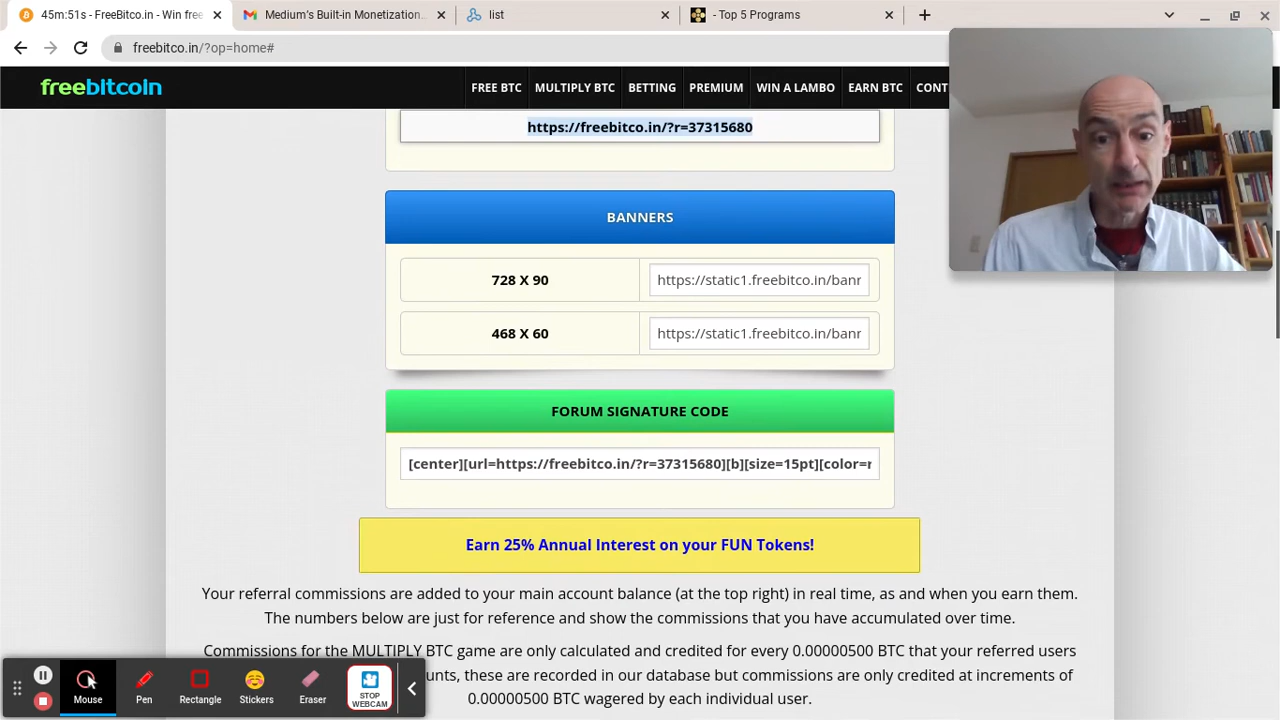 45m:51s - FreeBitco.in - Win free
Medium's Built-in Monetization
list
- Top 5 Programs
freebitco.in/?op=home#
freebitcoin
FREE BTC
MULTIPLY BTC
BETTING
PREMIUM
WIN A LAMBO
EARN BTC
CONT
https://freebitco.in/?r=37315680
BANNERS
728 X 90
https://static1.freebitco.in/bann
468 X 60
https://static1.freebitco.in/bann
FORUM SIGNATURE CODE
[center][url=https://freebitco.in/?r=37315680][b][size=15pt][color=r
Earn 25% Annual Interest on your FUN Tokens!
Your referral commissions are added to your main account balance (at the top right) in real time, as and when you earn them.
The numbers below are just for reference and show the commissions that you have accumulated over time.
Commissions for the MULTIPLY BTC game are only calculated and credited for every 0.00000500 BTC that your referred users
unts, these are recorded in our database but commissions are only credited at increments of
0.00000500 BTC wagered by each individual user.
Mouse
Pen
Rectangle
Stickers
Eraser
STOP
WEBCAM